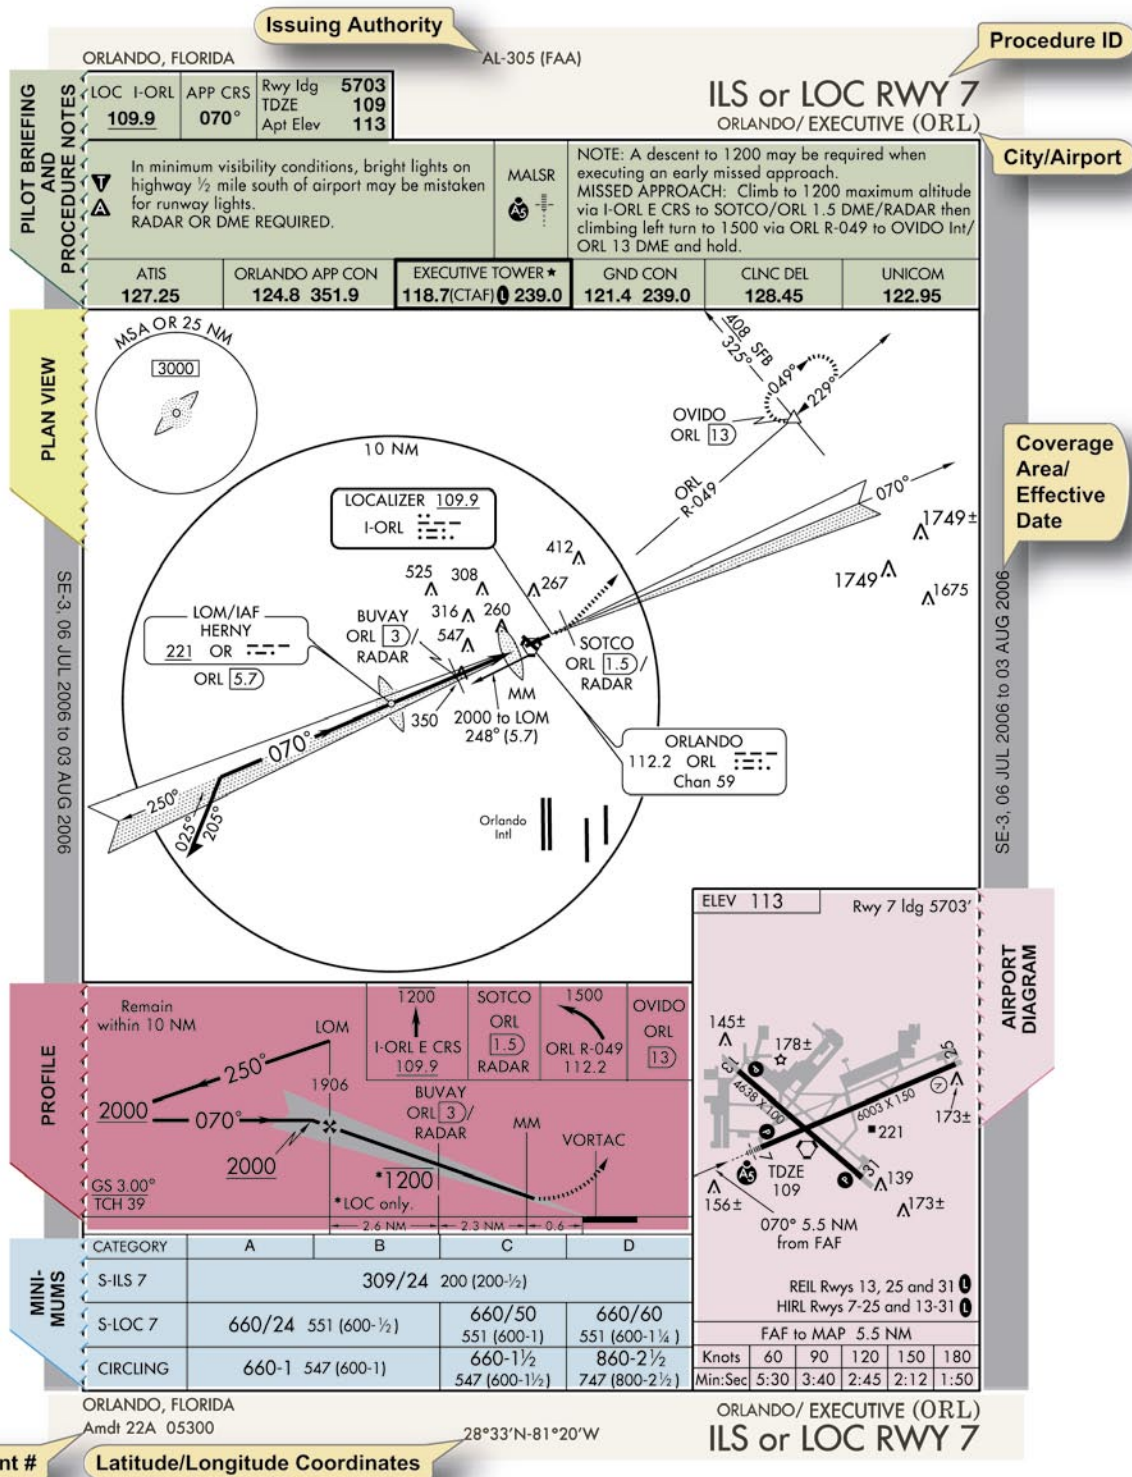 Issuing Authority
Procedure ID
ORLANDO, FLORIDA
AL-305 (FAA)
ILS or LOC RWY 7
ORLANDO/ EXECUTIVE (ORL)
City/Airport
PILOT BRIEFING
AND
PROCEDURE NOTES
LOC I-ORL
109.9
APP CRS
070°
Rwy ldg 5703
TDZE 109
Apt Elev 113
T
A
In minimum visibility conditions, bright lights on
highway ½ mile south of airport may be mistaken
for runway lights.
RADAR OR DME REQUIRED.
MALSR
A5
NOTE: A descent to 1200 may be required when
executing an early missed approach.
MISSED APPROACH: Climb to 1200 maximum altitude
via I-ORL E CRS to SOTCO/ORL 1.5 DME/RADAR then
climbing left turn to 1500 via ORL R-049 to OVIDO Int/
ORL 13 DME and hold.
ATIS
127.25
ORLANDO APP CON
124.8 351.9
EXECUTIVE TOWER ★
118.7(CTAF) L 239.0
GND CON
121.4 239.0
CLNC DEL
128.45
UNICOM
122.95
PLAN VIEW
MSA OR 25 NM
3000
408 SFB
325°
049°
229°
OVIDO
ORL 13
ORL
R-049
10 NM
LOCALIZER 109.9
I-ORL
070°
1749±
1749
1675
412
525
308
267
316
260
547
LOM/IAF
HERNY
221 OR
ORL 5.7
BUVAY
ORL 3/
RADAR
SOTCO
ORL 1.5/
RADAR
MM
350
2000 to LOM
248° (5.7)
ORLANDO
112.2 ORL
Chan 59
070°
250°
025°
205°
Orlando
Intl
Coverage
Area/
Effective
Date
SE-3, 06 JUL 2006 to 03 AUG 2006
SE-3, 06 JUL 2006 to 03 AUG 2006
AIRPORT
DIAGRAM
ELEV 113
Rwy 7 ldg 5703'
145±
178±
13
25
P
4638 X 100
6003 X 150
V
173±
221
P
7
A5
TDZE
109
31
P
139
156±
173±
070° 5.5 NM
from FAF
REIL Rwys 13, 25 and 31 L
HIRL Rwys 7-25 and 13-31 L
FAF to MAP 5.5 NM
Knots 60 90 120 150 180
Min:Sec 5:30 3:40 2:45 2:12 1:50
PROFILE
Remain
within 10 NM
LOM
1200
I-ORL E CRS
109.9
SOTCO
ORL
1.5
RADAR
1500
ORL R-049
112.2
OVIDO
ORL
13
250°
1906
2000
070°
2000
BUVAY
ORL 3/
RADAR
MM
VORTAC
*1200
*LOC only.
GS 3.00°
TCH 39
2.6 NM
2.3 NM
0.6
MINI-
MUMS
CATEGORY A B C D
S-ILS 7 309/24 200 (200-½)
S-LOC 7 660/24 551 (600-½)
660/50
551 (600-1)
660/60
551 (600-1¼)
CIRCLING 660-1 547 (600-1)
660-1½
547 (600-1½)
860-2½
747 (800-2½)
ORLANDO, FLORIDA
Amdt 22A 05300
28°33'N-81°20'W
ORLANDO/ EXECUTIVE (ORL)
ILS or LOC RWY 7
nt #
Latitude/Longitude Coordinates